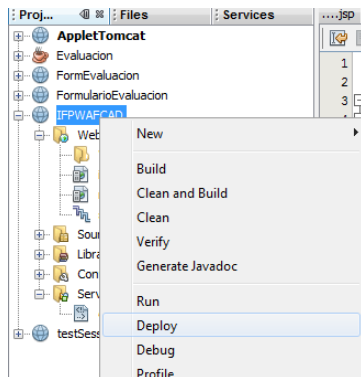 Proj... Files Services ....jsp
AppletTomcat
Evaluacion
FormEvaluacion
FormularioEvaluacion
IFPWAFCAD
Web
Sour
Libra
Con
Serv
testSess
New
Build
Clean and Build
Clean
Verify
Generate Javadoc
Run
Deploy
Debug
Profile
1
2
3